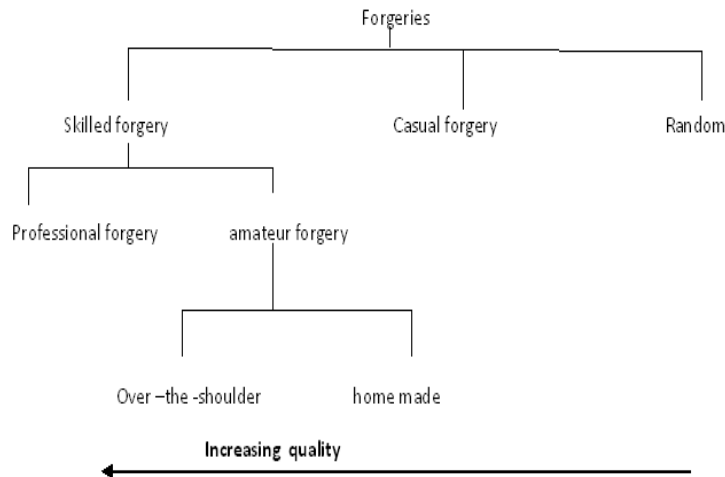 Forgeries
Skilled forgery Casual forgery Random
Professional forgery amateur forgery
Over –the -shoulder home made
Increasing quality